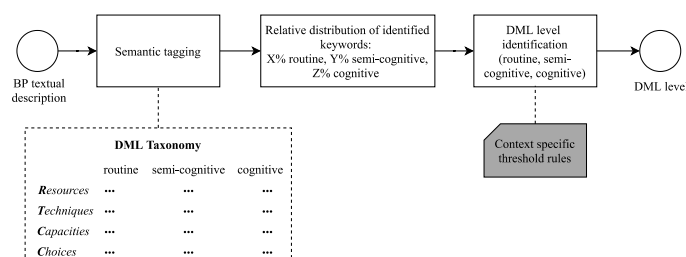 Semantic tagging
Relative distribution of identified
keywords:
X% routine, Y% semi-cognitive,
Z% cognitive
DML level
identification
(routine, semi-
cognitive, cognitive)
BP textual
description
DML leve
DML Taxonomy
routine semi-cognitive cognitive
Resources ... ... ...
Techniques ... ... ...
Capacities ... ... ...
Choices ... ... ...
Context specific
threshold rules